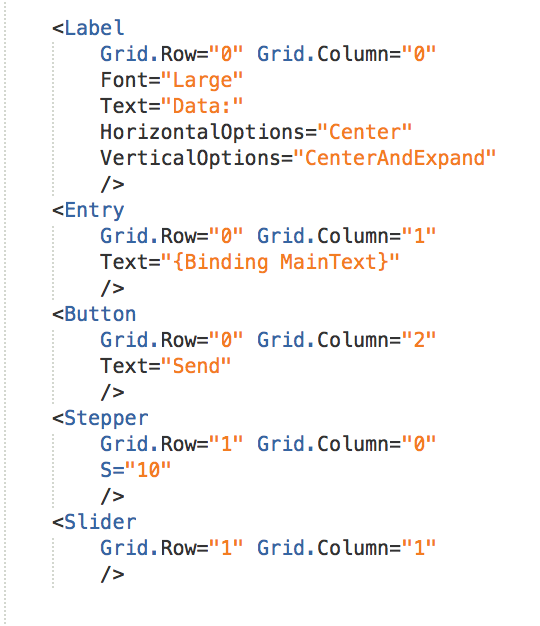 <Label
Grid.Row="0" Grid.Column="0"
Font="Large"
Text="Data:"
HorizontalOptions="Center"
VerticalOptions="CenterAndExpand"
/>
<Entry
Grid.Row="0" Grid.Column="1"
Text="{Binding MainText}"
/>
<Button
Grid.Row="0" Grid.Column="2"
Text="Send"
/>
<Stepper
Grid.Row="1" Grid.Column="0"
S="10"
/>
<Slider
Grid.Row="1" Grid.Column="1"
/>